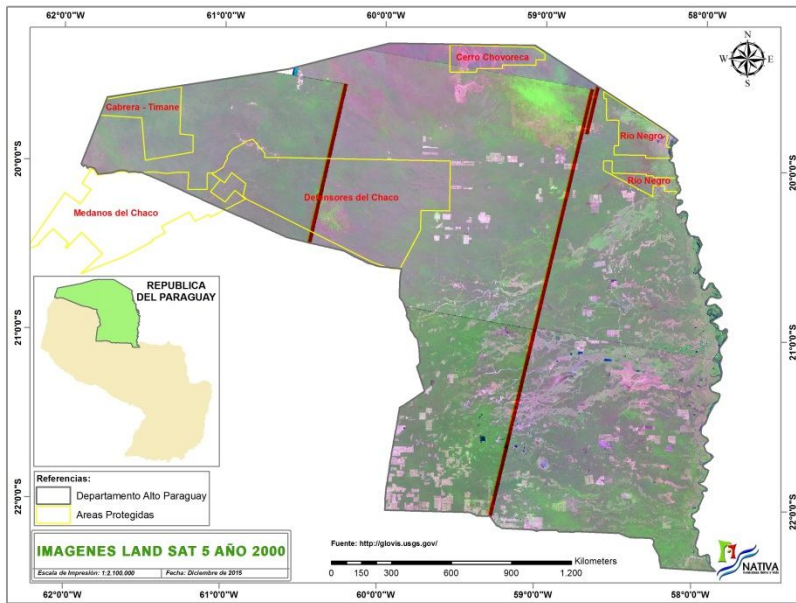 62°0'0"W 61°0'0"W 60°0'0"W 59°0'0"W 58°0'0"W
Cerro Chovoreca
N
W E
S
Cabrera - Timane
Rio Negro
20°0'0"S
20°0'0"S
Rio Negro
Defensores del Chaco
Medanos del Chaco
REPUBLICA
DEL PARAGUAY
21°0'0"S
21°0'0"S
Referencias:
Departamento Alto Paraguay
Areas Protegidas
22°0'0"S
22°0'0"S
IMAGENES LAND SAT 5 AÑO 2000
Escala de Impresión: 1:2.100.000 Fecha: Diciembre de 2015
Fuente: http://glovis.usgs.gov/
Kilometers
0 150 300 600 900 1.200
NATIVA
62°0'0"W 61°0'0"W 60°0'0"W 59°0'0"W 58°0'0"W